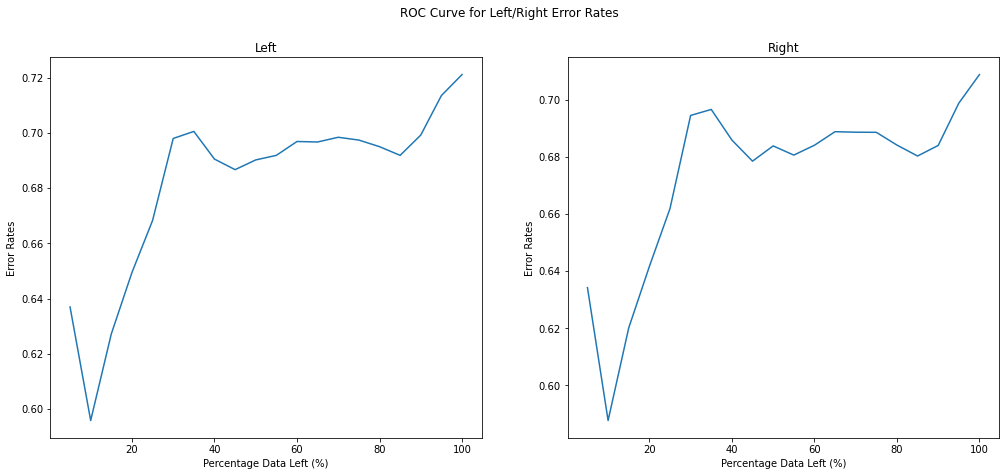 ROC Curve for Left/Right Error Rates
Left
Error Rates
0.72
0.70
0.68
0.66
0.64
0.62
0.60
20 40 60 80 100
Percentage Data Left (%)
Right
Error Rates
0.70
0.68
0.66
0.64
0.62
0.60
20 40 60 80 100
Percentage Data Left (%)